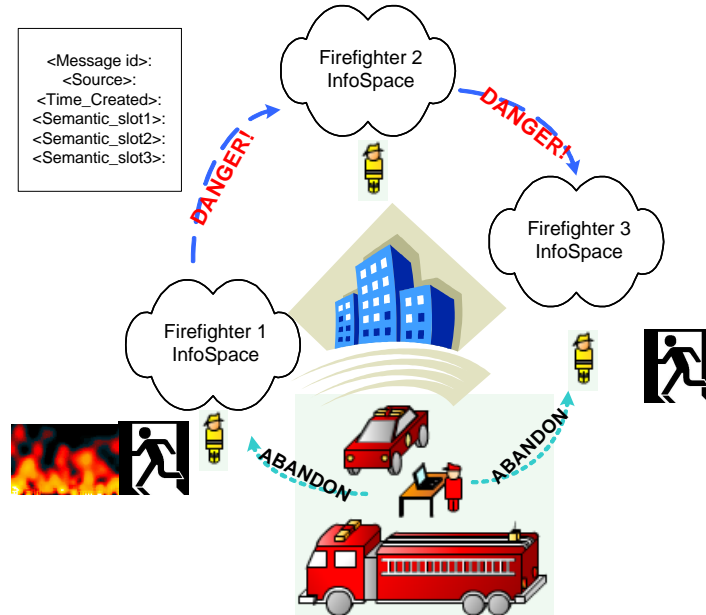 <Message id>:
<Source>:
<Time_Created>:
<Semantic_slot1>:
<Semantic_slot2>:
<Semantic_slot3>:
Firefighter 2
InfoSpace
DANGER!
DANGER!
Firefighter 3
InfoSpace
Firefighter 1
InfoSpace
ABANDON
ABANDON